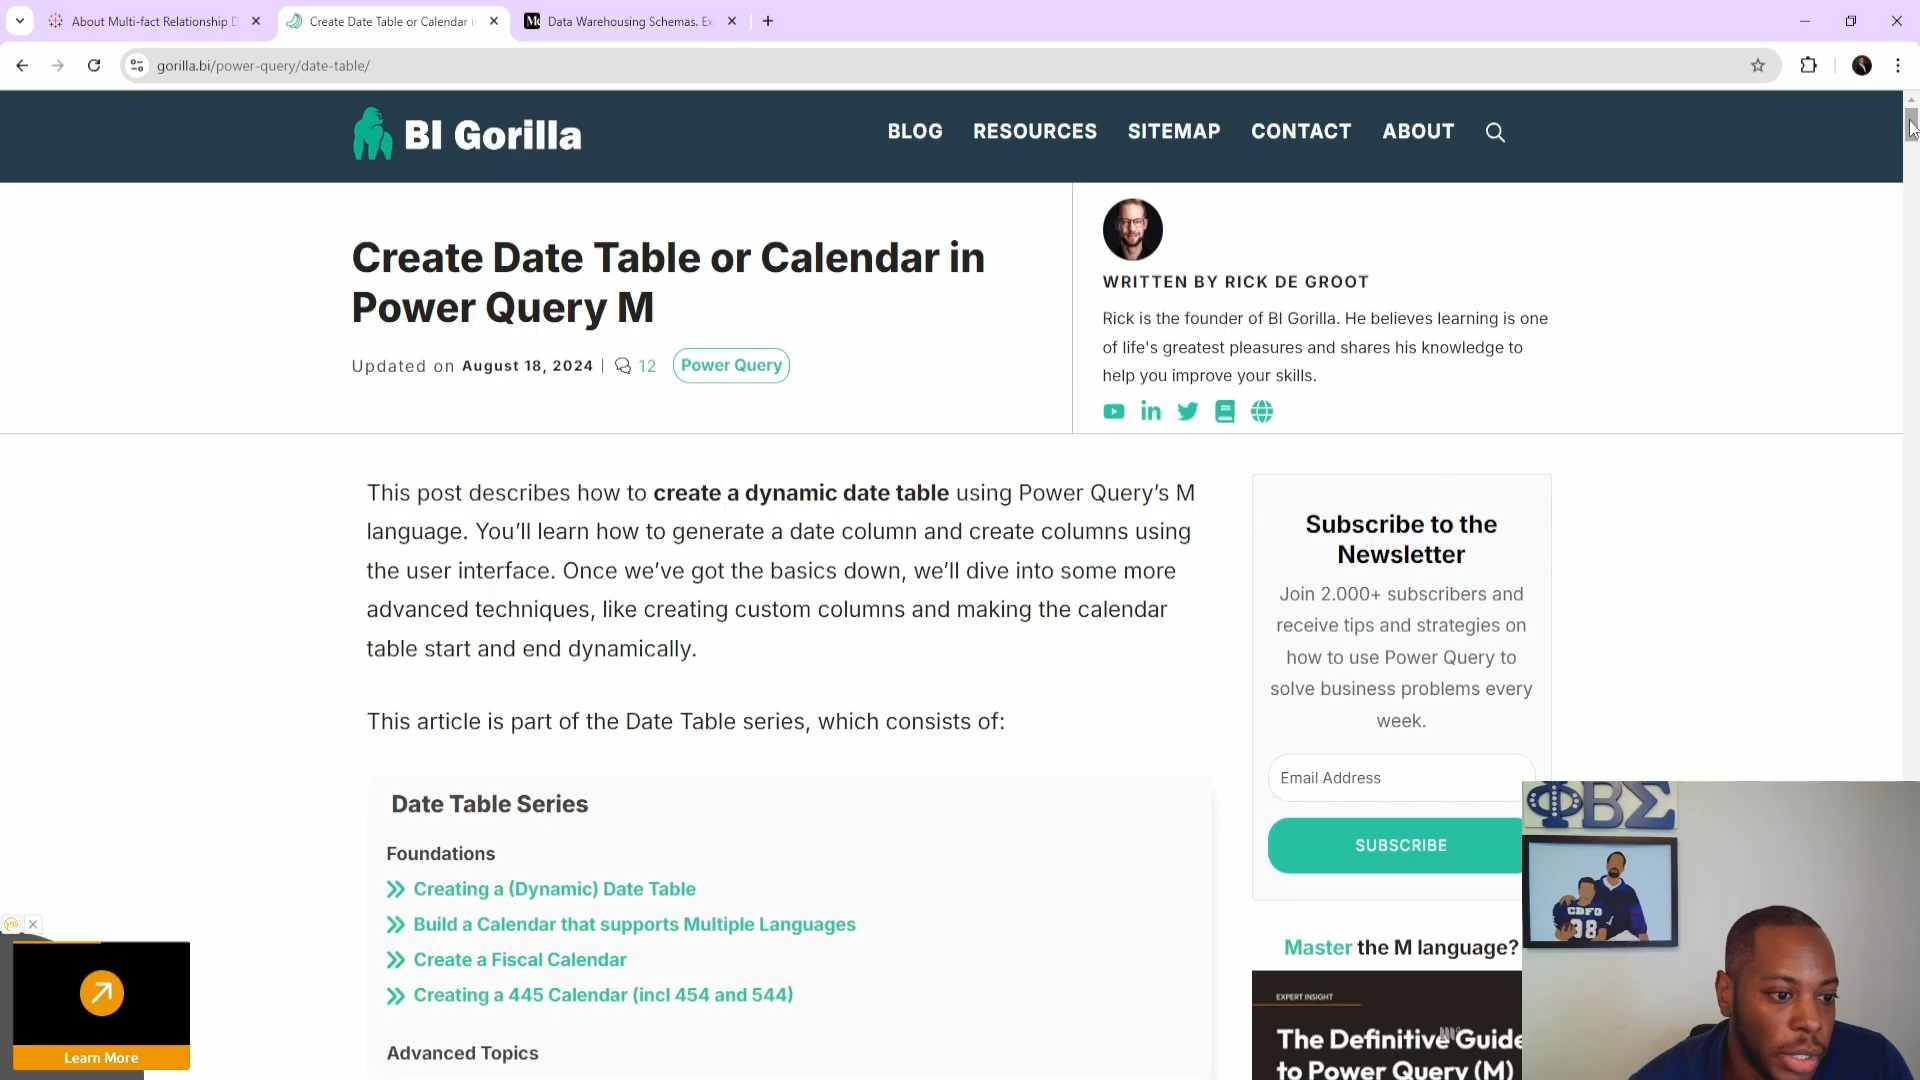 About Multi-fact Relationship D
Create Date Table or Calendar i
Data Warehousing Schemas. Ex
gorilla.bi/power-query/date-table/
BI Gorilla
BLOG
RESOURCES
SITEMAP
CONTACT
ABOUT
Create Date Table or Calendar in
Power Query M
Updated on August 18, 2024 | 12 Power Query
WRITTEN BY RICK DE GROOT
Rick is the founder of BI Gorilla. He believes learning is one
of life's greatest pleasures and shares his knowledge to
help you improve your skills.
This post describes how to create a dynamic date table using Power Query’s M
language. You’ll learn how to generate a date column and create columns using
the user interface. Once we’ve got the basics down, we’ll dive into some more
advanced techniques, like creating custom columns and making the calendar
table start and end dynamically.
This article is part of the Date Table series, which consists of:
Date Table Series
Foundations
Creating a (Dynamic) Date Table
Build a Calendar that supports Multiple Languages
Create a Fiscal Calendar
Creating a 445 Calendar (incl 454 and 544)
Advanced Topics
Subscribe to the
Newsletter
Join 2.000+ subscribers and
receive tips and strategies on
how to use Power Query to
solve business problems every
week.
Email Address
SUBSCRIBE
Master the M language?
EXPERT INSIGHT
The Definitive Guide
to Power Query (M)
Learn More
ΦΒΣ
CBFO
98